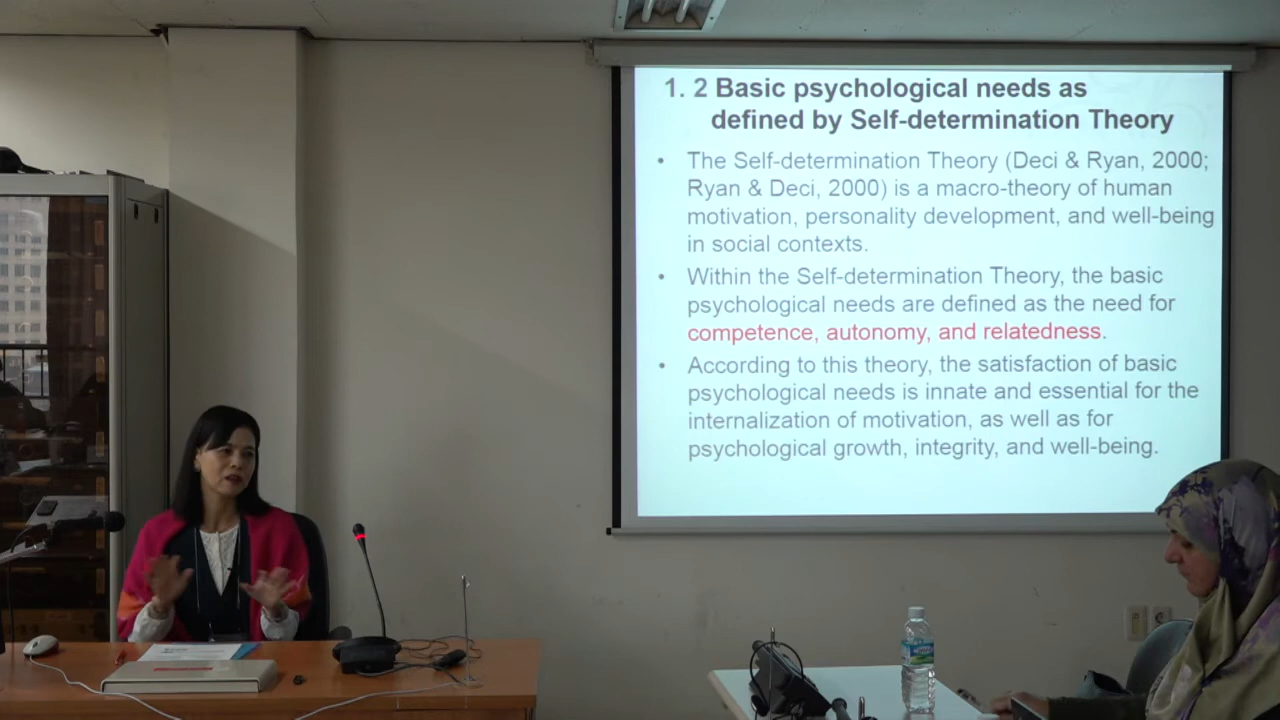 1. 2 Basic psychological needs as
defined by Self-determination Theory
• The Self-determination Theory (Deci & Ryan, 2000;
Ryan & Deci, 2000) is a macro-theory of human
motivation, personality development, and well-being
in social contexts.
• Within the Self-determination Theory, the basic
psychological needs are defined as the need for
competence, autonomy, and relatedness.
• According to this theory, the satisfaction of basic
psychological needs is innate and essential for the
internalization of motivation, as well as for
psychological growth, integrity, and well-being.